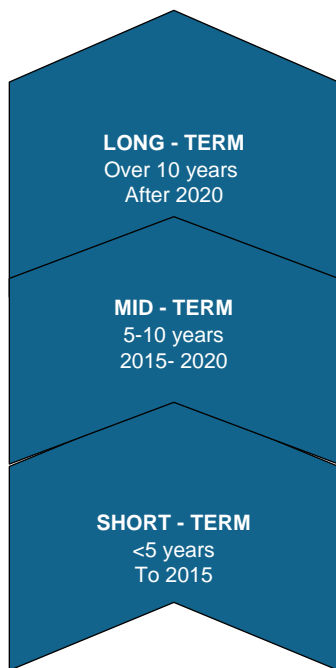 LONG - TERM
Over 10 years
After 2020
MID - TERM
5-10 years
2015- 2020
SHORT - TERM
<5 years
To 2015